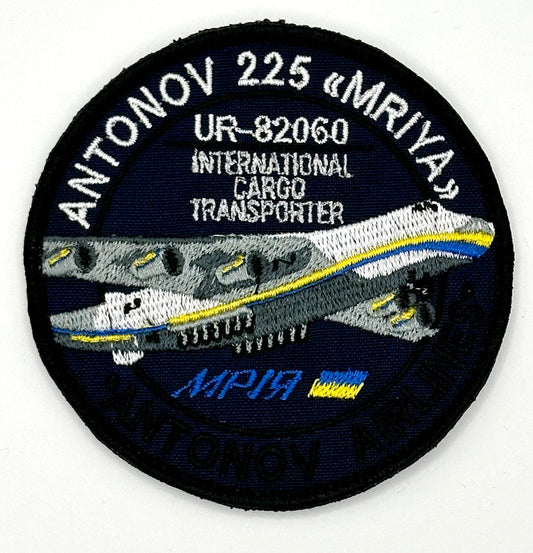 ANTONOV 225 «MRIYA»
UR-82060
INTERNATIONAL
CARGO
TRANSPORTER
МРІЯ
ANTONOV AIRLINES